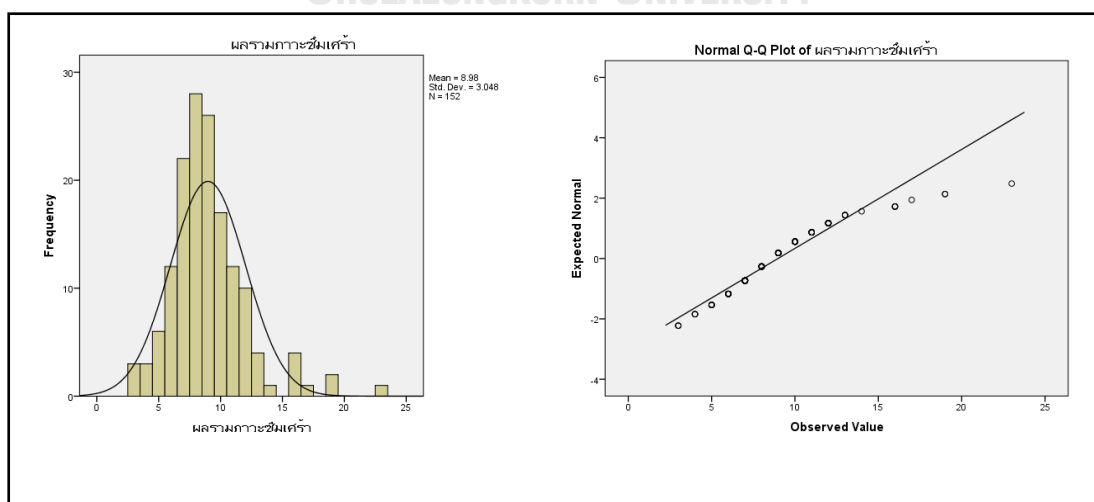 CHULALONGKORN UNIVERSITY
ผลรวมภาวะซึมเศร้า
Mean = 8.98
Std. Dev. = 3.048
N = 152
Frequency
30
20
10
0
0 5 10 15 20 25
ผลรวมภาวะซึมเศร้า
Normal Q-Q Plot of ผลรวมภาวะซึมเศร้า
Expected Normal
6
4
2
0
-2
-4
0 5 10 15 20 25
Observed Value